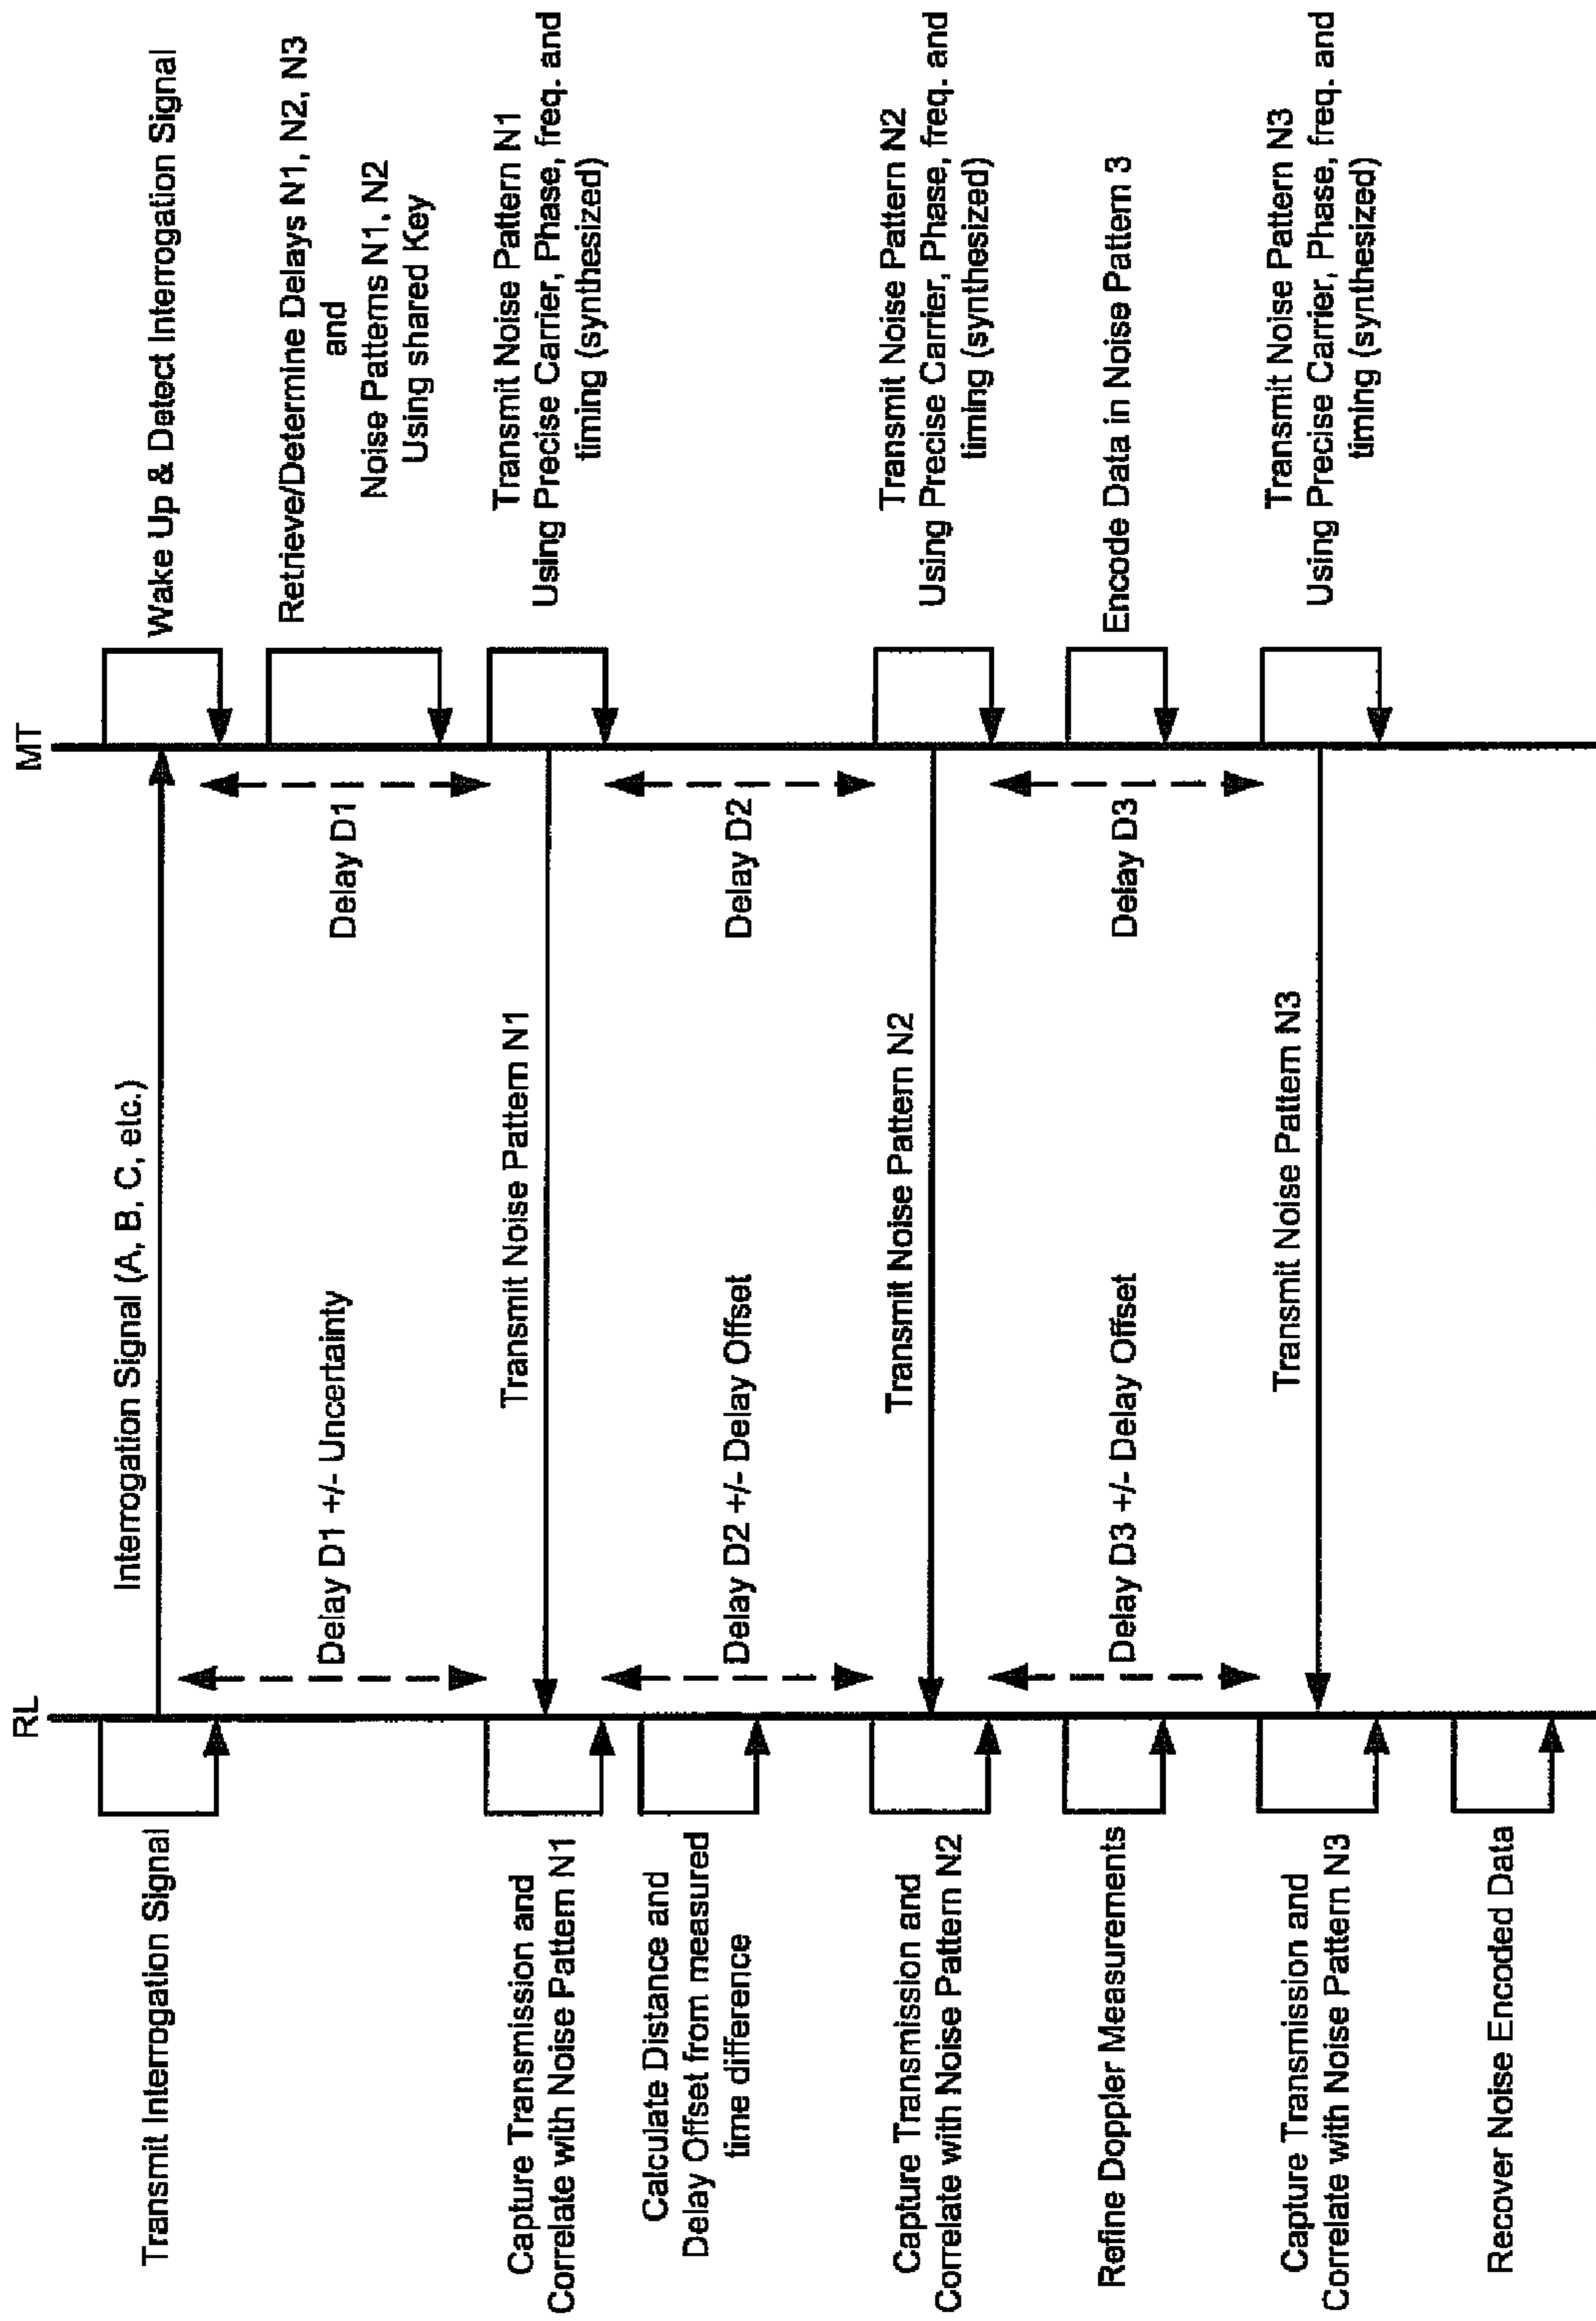 RL
MT
Transmit Interrogation Signal
Interrogation Signal (A, B, C, etc.)
Wake Up & Detect Interrogation Signal
Delay D1 +/- Uncertainty
Delay D1
Retrieve/Determine Delays N1, N2, N3
and
Noise Patterns N1, N2
Using shared Key
Capture Transmission and
Correlate with Noise Pattern N1
Transmit Noise Pattern N1
Transmit Noise Pattern N1
Using Precise Carrier, Phase, freq. and
timing (synthesized)
Calculate Distance and
Delay Offset from measured
time difference
Delay D2 +/- Delay Offset
Delay D2
Capture Transmission and
Correlate with Noise Pattern N2
Transmit Noise Pattern N2
Transmit Noise Pattern N2
Using Precise Carrier, Phase, freq. and
timing (synthesized)
Refine Doppler Measurements
Delay D3 +/- Delay Offset
Delay D3
Encode Data in Noise Pattern 3
Capture Transmission and
Correlate with Noise Pattern N3
Transmit Noise Pattern N3
Transmit Noise Pattern N3
Using Precise Carrier, Phase, freq. and
timing (synthesized)
Recover Noise Encoded Data